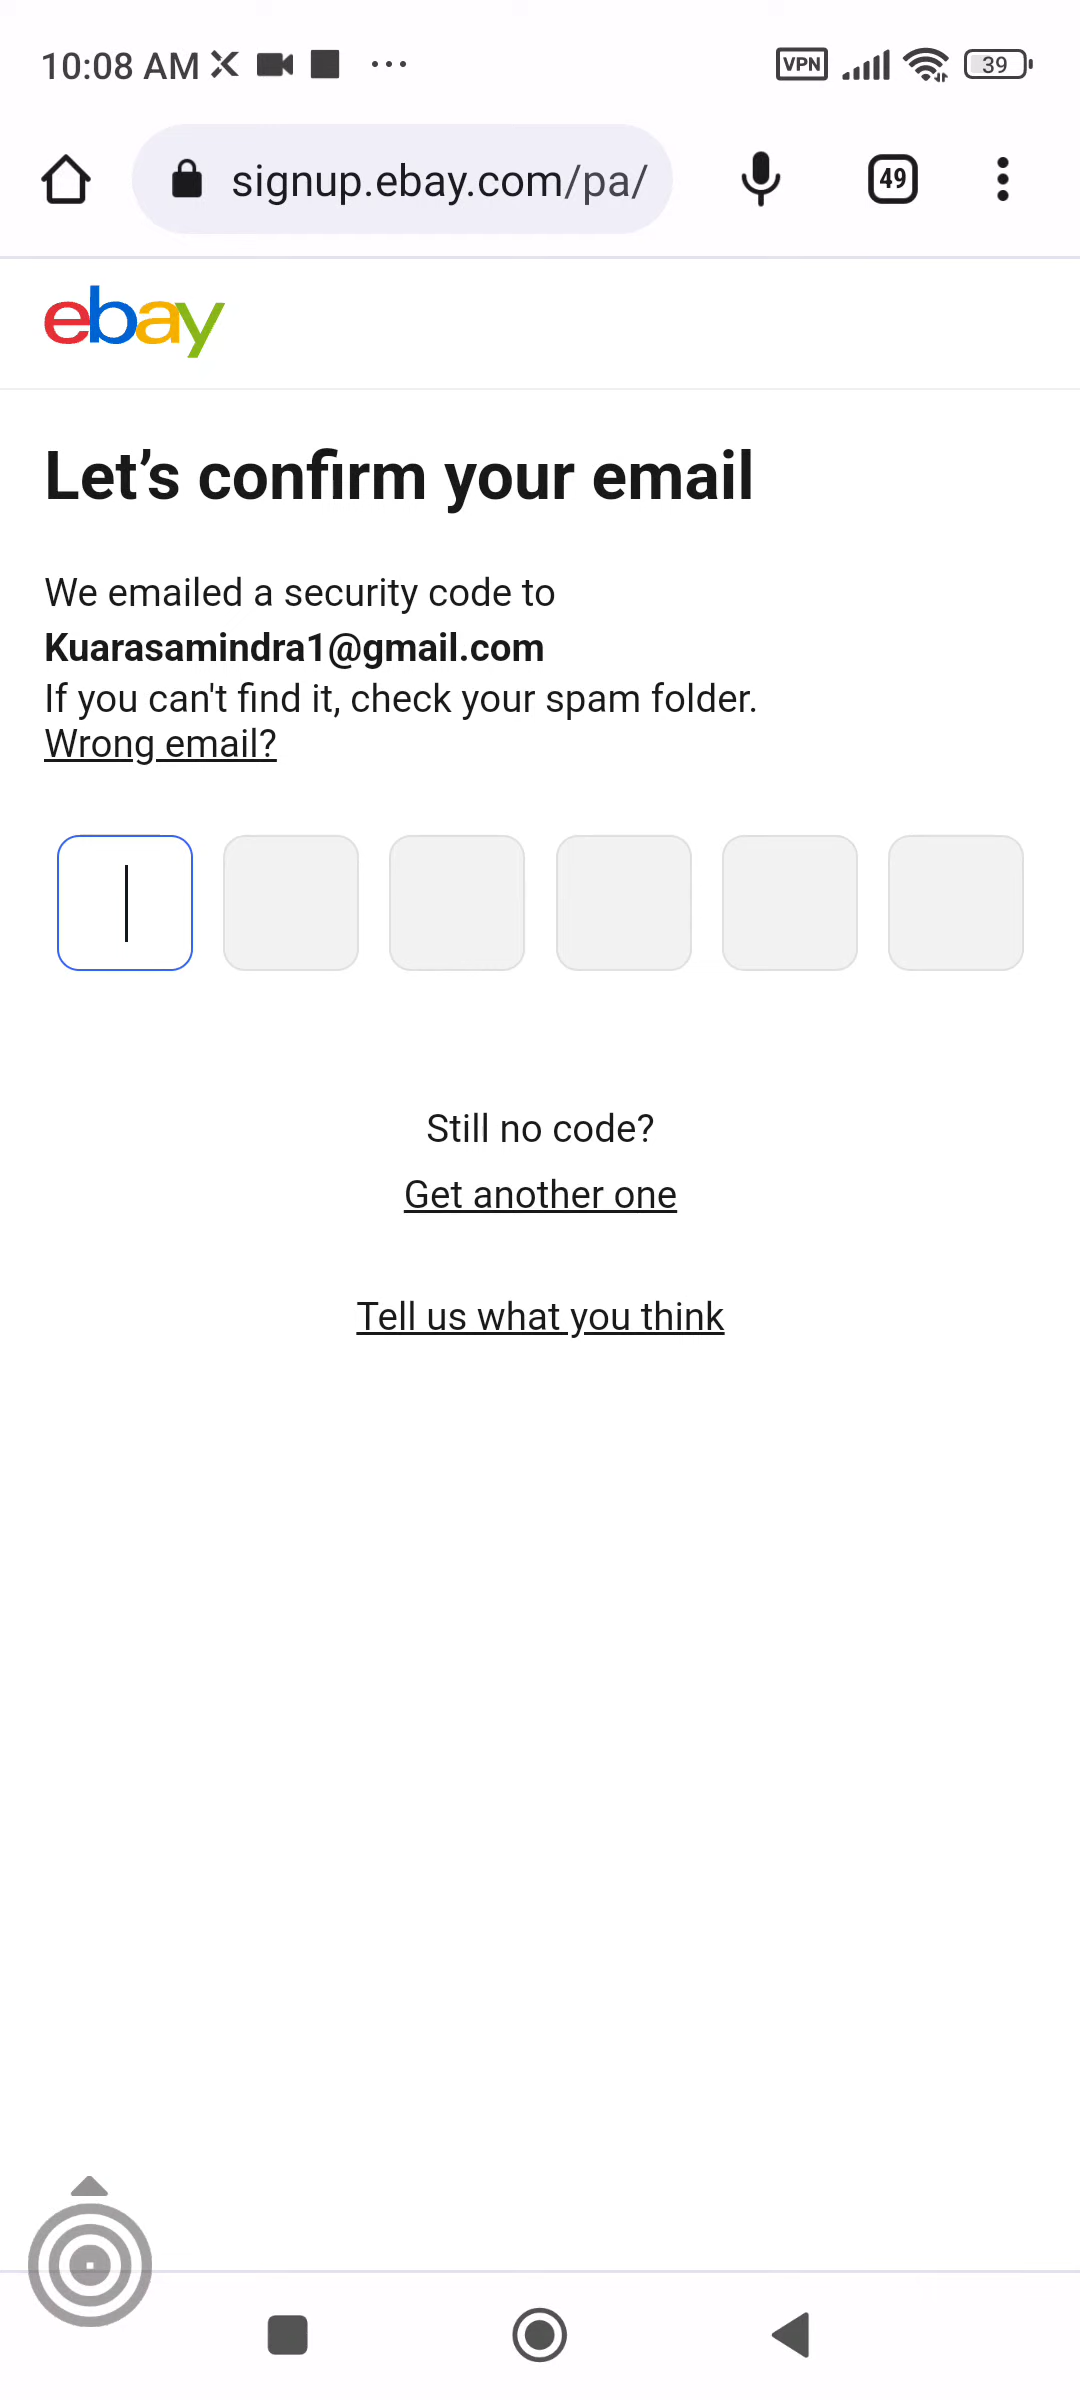 10:08 AM
VPN
39
signup.ebay.com/pa/
49
ebay
Let’s confirm your email
We emailed a security code to
Kuarasamindra1@gmail.com
If you can't find it, check your spam folder.
Wrong email?
Still no code?
Get another one
Tell us what you think